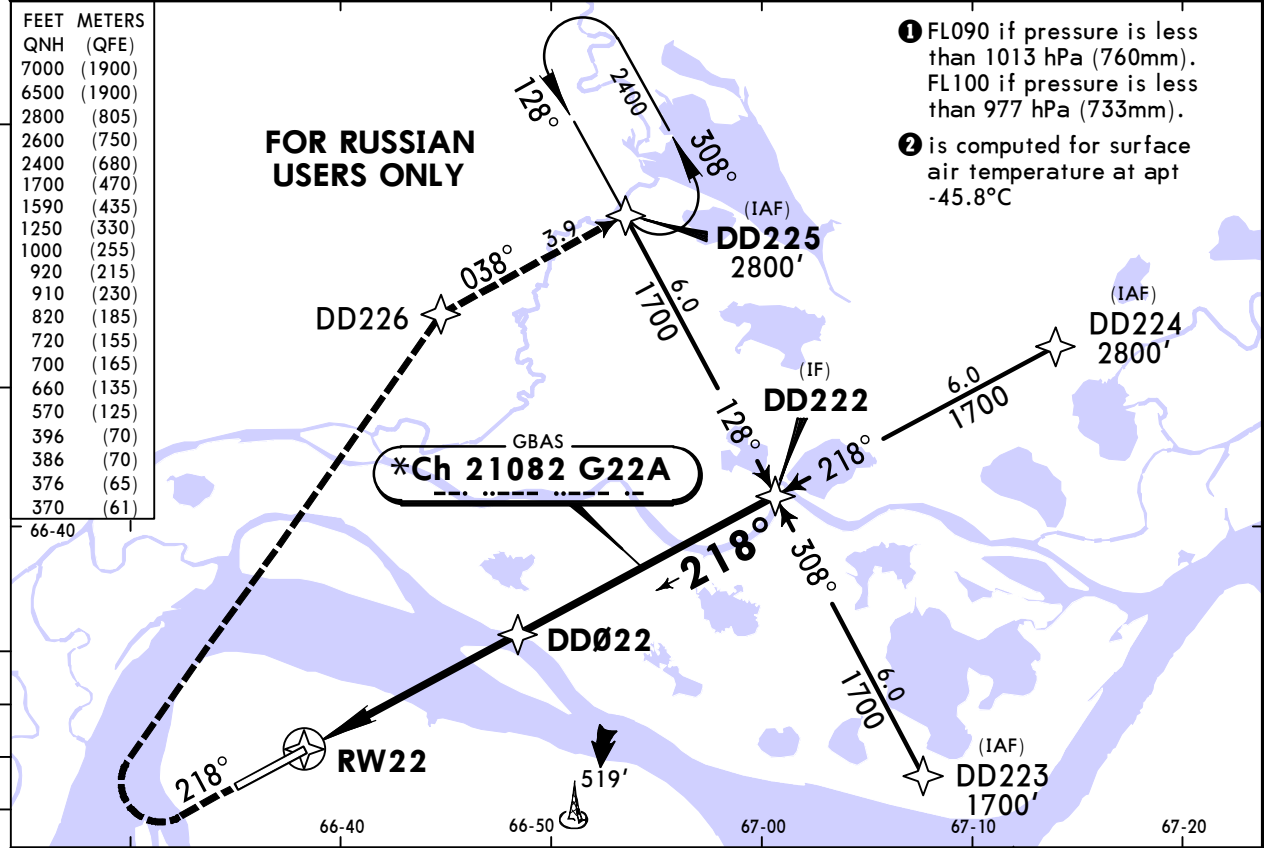 FEET METERS
QNH (QFE)
7000 (1900)
6500 (1900)
2800 (805)
2600 (750)
2400 (680)
1700 (470)
1590 (435)
1250 (330)
1000 (255)
920 (215)
910 (230)
820 (185)
720 (155)
700 (165)
660 (135)
570 (125)
396 (70)
386 (70)
376 (65)
370 (61)
66-40
FOR RUSSIAN
USERS ONLY
❶ FL090 if pressure is less
than 1013 hPa (760mm).
FL100 if pressure is less
than 977 hPa (733mm).
❷ is computed for surface
air temperature at apt
-45.8°C
128°
2400
308°
(IAF)
DD225
2800'
038°
3.9
DD226
6.0
1700
128°
(IAF)
DD224
2800'
6.0
1700
218°
(IF)
DD222
GBAS
*Ch 21082 G22A
218°
308°
6.0
1700
DDØ22
RW22
218°
519'
(IAF)
DD223
1700'
66-40
66-50
67-00
67-10
67-20